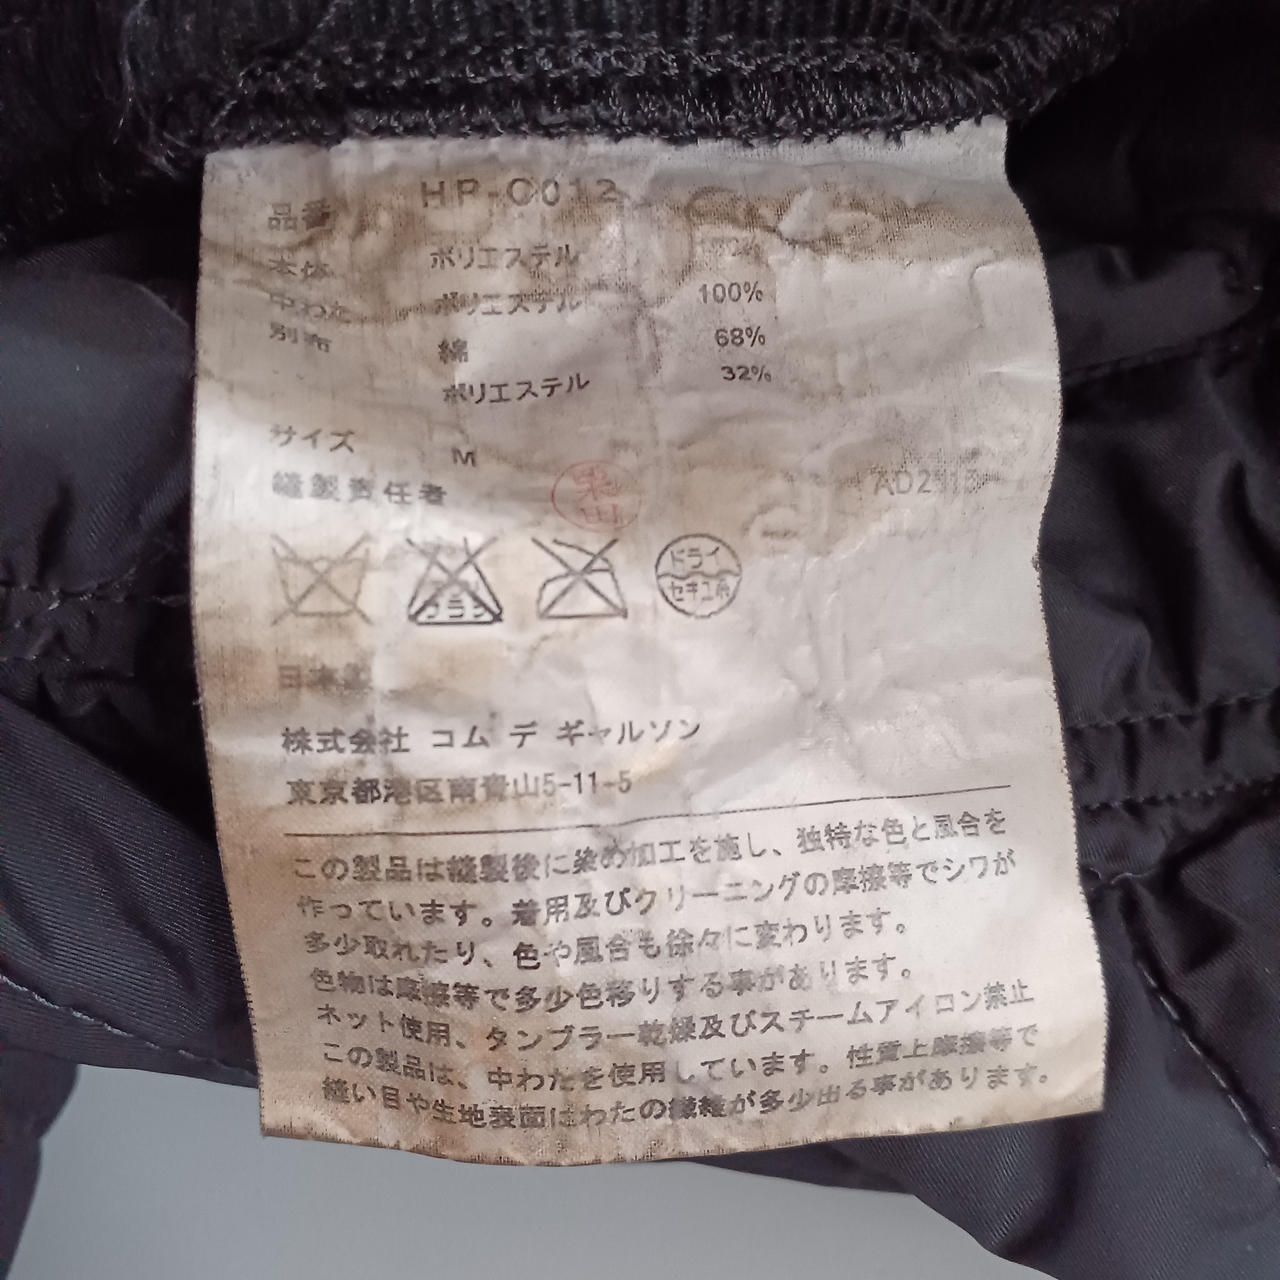 品番 HP-O012
本体 ポリエステル
中わた ポリエステル 100%
別布 綿 68%
ポリエステル 32%
サイズ M
縫製責任者 栗山
ブラシ
ドライ
セキユ系
日本製
株式会社 コム デ ギャルソン
東京都港区南青山5-11-5
この製品は縫製後に染め加工を施し、独特な色と風合を
作っています。着用及びクリーニングの摩擦等でシワが
多少取れたり、色や風合も徐々に変わります。
色物は摩擦等で多少色移りする事があります。
ネット使用、タンブラー乾燥及びスチームアイロン禁止
この製品は、中わたを使用しています。性質上摩擦等で
縫い目や生地表面にわたの繊維が多少出る事があります。